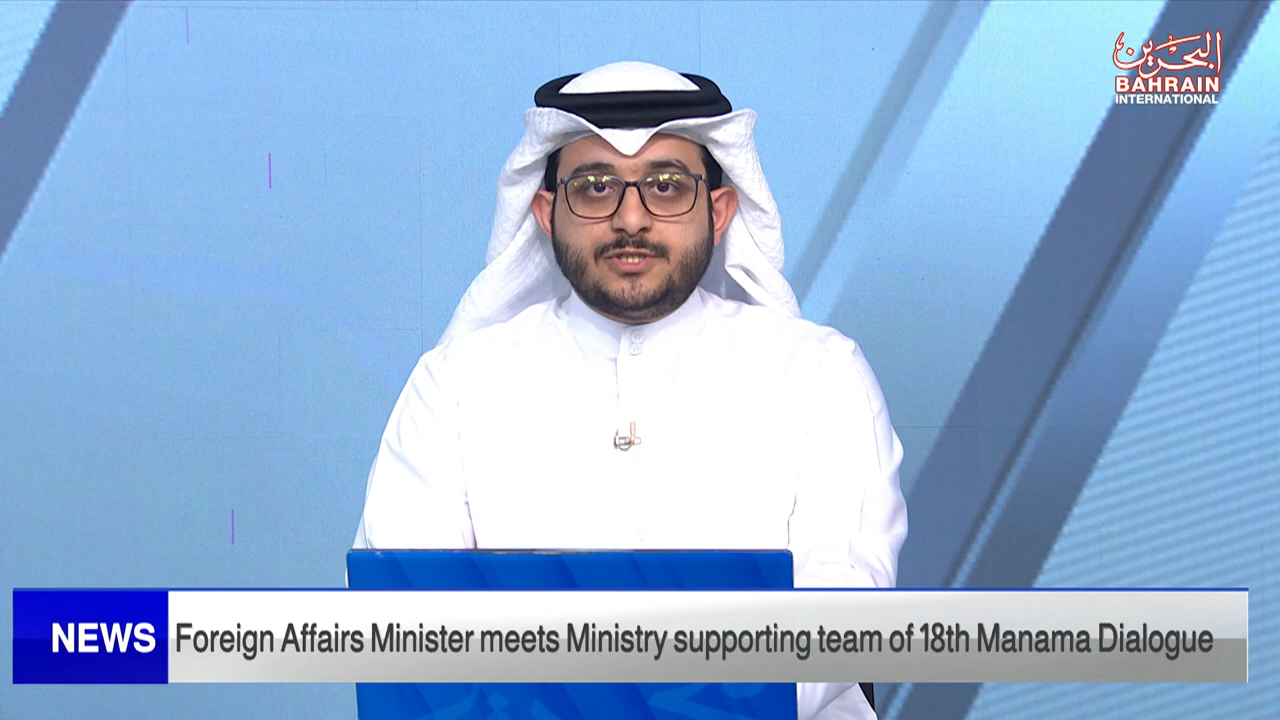 البحرين
BAHRAIN
INTERNATIONAL
NEWS
Foreign Affairs Minister meets Ministry supporting team of 18th Manama Dialogue